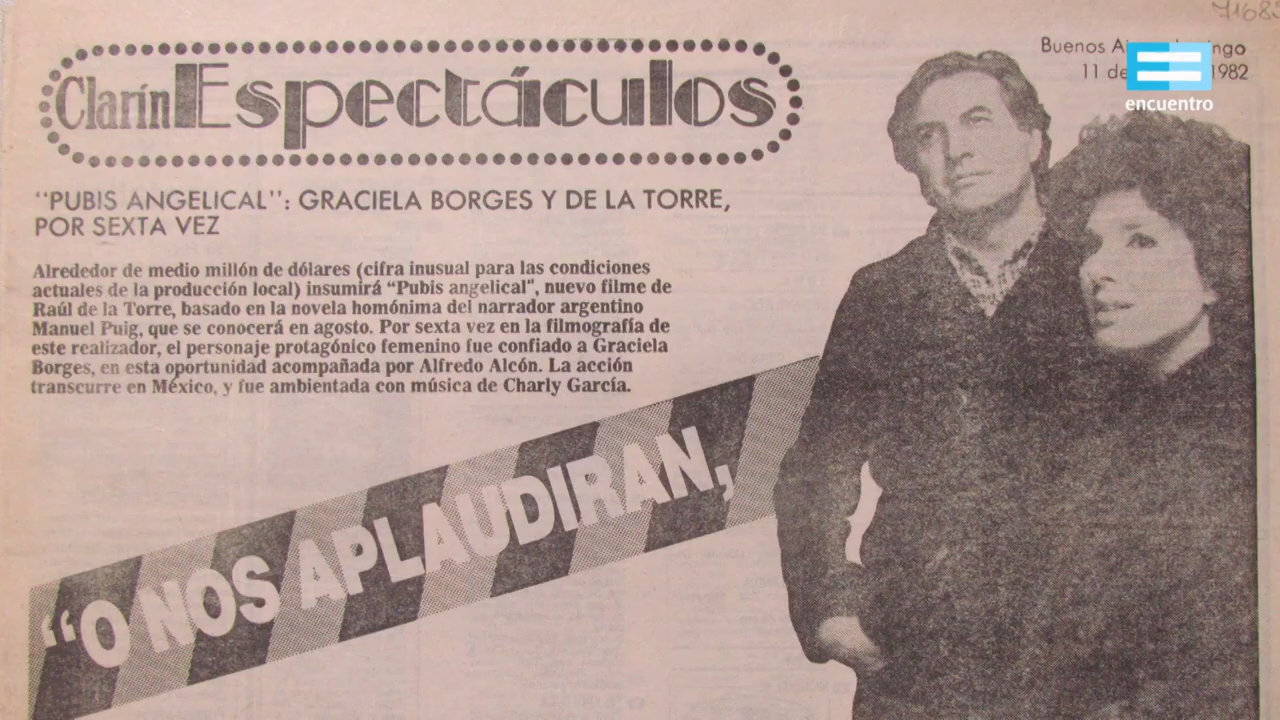 71685
Clarín Espectáculos
Buenos
11 de 1982
encuentro
"PUBIS ANGELICAL": GRACIELA BORGES Y DE LA TORRE,
POR SEXTA VEZ
Alrededor de medio millón de dólares (cifra inusual para las condiciones
actuales de la producción local) insumirá "Pubis angelical", nuevo filme de
Raúl de la Torre, basado en la novela homónima del narrador argentino
Manuel Puig, que se conocerá en agosto. Por sexta vez en la filmografía de
este realizador, el personaje protagónico femenino fue confiado a Graciela
Borges, en esta oportunidad acompañada por Alfredo Alcón. La acción
transcurre en México, y fue ambientada con música de Charly García.
"O NOS APLAUDIRAN,